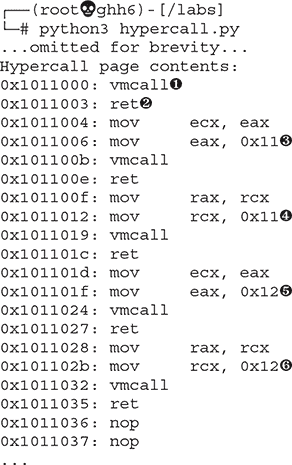 ┌──(root💀ghh6)-[/labs]
└─# python3 hypercall.py
...omitted for brevity...
Hypercall page contents:
0x1011000: vmcall❶
0x1011003: ret❷
0x1011004: mov     ecx, eax
0x1011006: mov     eax, 0x11❸
0x101100b: vmcall
0x101100e: ret
0x101100f: mov     rax, rcx
0x1011012: mov     rcx, 0x11❹
0x1011019: vmcall
0x101101c: ret
0x101101d: mov     ecx, eax
0x101101f: mov     eax, 0x12❺
0x1011024: vmcall
0x1011027: ret
0x1011028: mov     rax, rcx
0x101102b: mov     rcx, 0x12❻
0x1011032: vmcall
0x1011035: ret
0x1011036: nop
0x1011037: nop
...